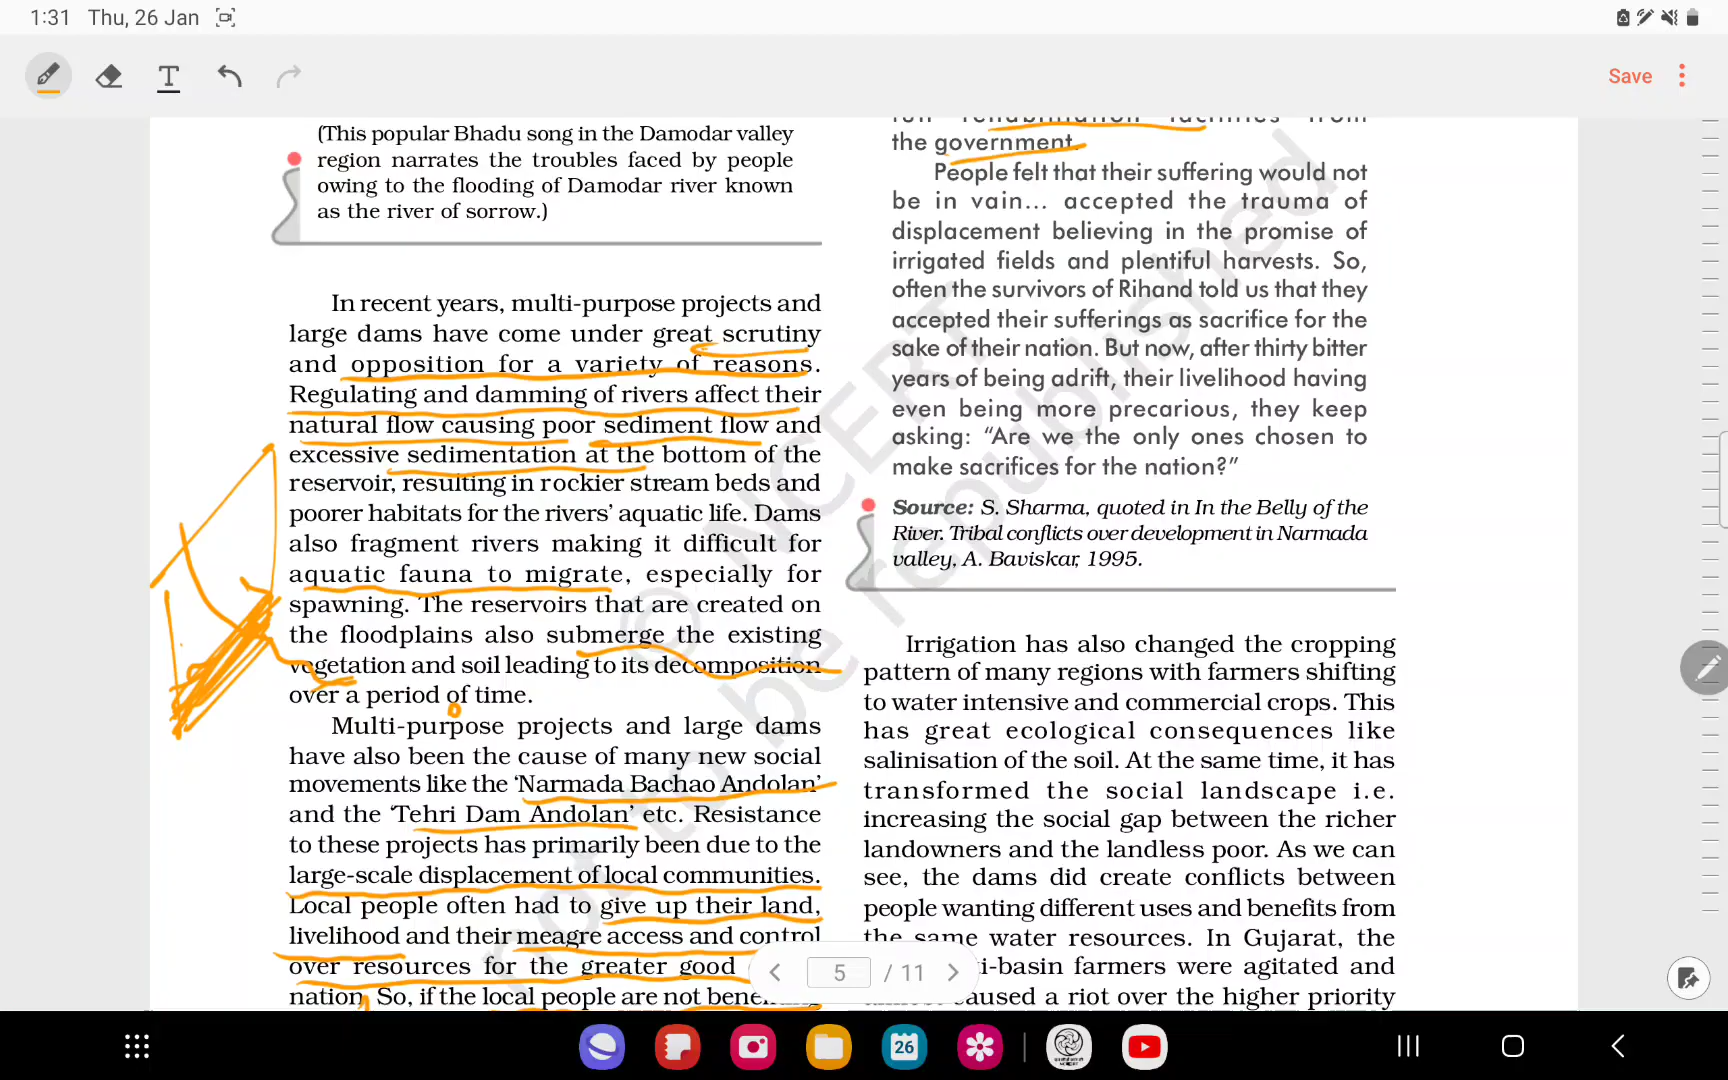 1:31 Thu, 26 Jan
T
Save
(This popular Bhadu song in the Damodar valley
region narrates the troubles faced by people
owing to the flooding of Damodar river known
as the river of sorrow.)
In recent years, multi-purpose projects and
large dams have come under great scrutiny
and opposition for a variety of reasons.
Regulating and damming of rivers affect their
natural flow causing poor sediment flow and
excessive sedimentation at the bottom of the
reservoir, resulting in rockier stream beds and
poorer habitats for the rivers' aquatic life. Dams
also fragment rivers making it difficult for
aquatic fauna to migrate, especially for
spawning. The reservoirs that are created on
the floodplains also submerge the existing
vegetation and soil leading to its decomposition
over a period of time.
Multi-purpose projects and large dams
have also been the cause of many new social
movements like the ‘Narmada Bachao Andolan’
and the ‘Tehri Dam Andolan’ etc. Resistance
to these projects has primarily been due to the
large-scale displacement of local communities.
Local people often had to give up their land,
livelihood and their meagre access and control
over resources for the greater good
nation. So, if the local people are not
full rehabilitation facilities from
the government.
People felt that their suffering would not
be in vain... accepted the trauma of
displacement believing in the promise of
irrigated fields and plentiful harvests. So,
often the survivors of Rihand told us that they
accepted their sufferings as sacrifice for the
sake of their nation. But now, after thirty bitter
years of being adrift, their livelihood having
even being more precarious, they keep
asking: “Are we the only ones chosen to
make sacrifices for the nation?”
Source: S. Sharma, quoted in In the Belly of the
River. Tribal conflicts over development in Narmada
valley, A. Baviskar, 1995.
Irrigation has also changed the cropping
pattern of many regions with farmers shifting
to water intensive and commercial crops. This
has great ecological consequences like
salinisation of the soil. At the same time, it has
transformed the social landscape i.e.
increasing the social gap between the richer
landowners and the landless poor. As we can
see, the dams did create conflicts between
people wanting different uses and benefits from
the same water resources. In Gujarat, the
i-basin farmers were agitated and
caused a riot over the higher priority
© NCERT
not to be republished
5 / 11
26